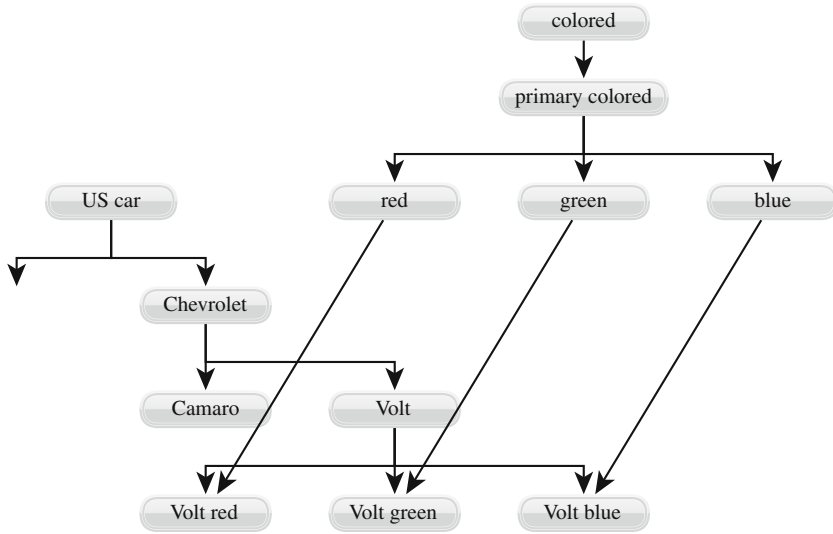 colored
primary colored
US car
red
green
blue
Chevrolet
Camaro
Volt
Volt red
Volt green
Volt blue